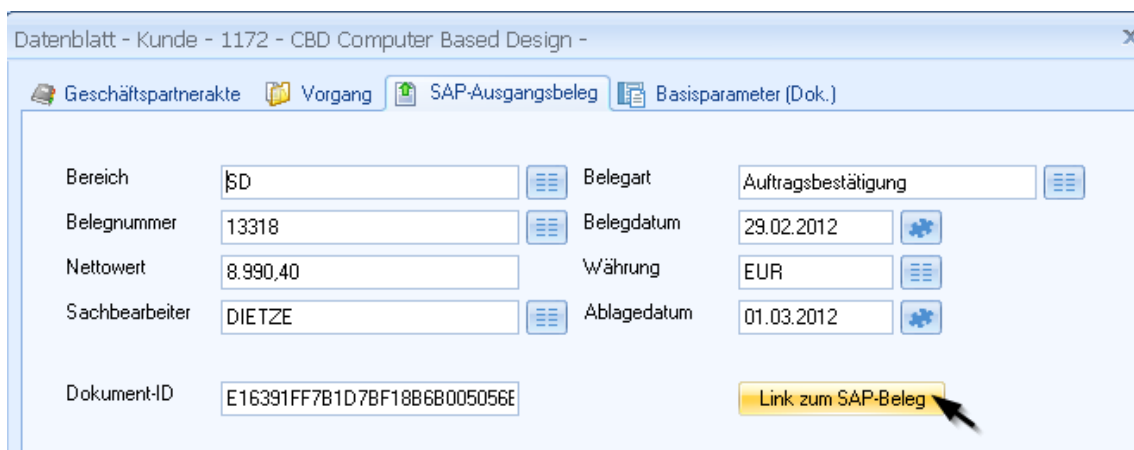 Datenblatt - Kunde - 1172 - CBD Computer Based Design -
Geschäftspartnerakte Vorgang SAP-Ausgangsbeleg Basisparameter (Dok.)
Bereich SD Belegart Auftragsbestätigung
Belegnummer 13318 Belegdatum 29.02.2012
Nettowert 8.990,40 Währung EUR
Sachbearbeiter DIETZE Ablagedatum 01.03.2012
Dokument-ID E16391FF7B1D7BF18B6B005056E Link zum SAP-Beleg